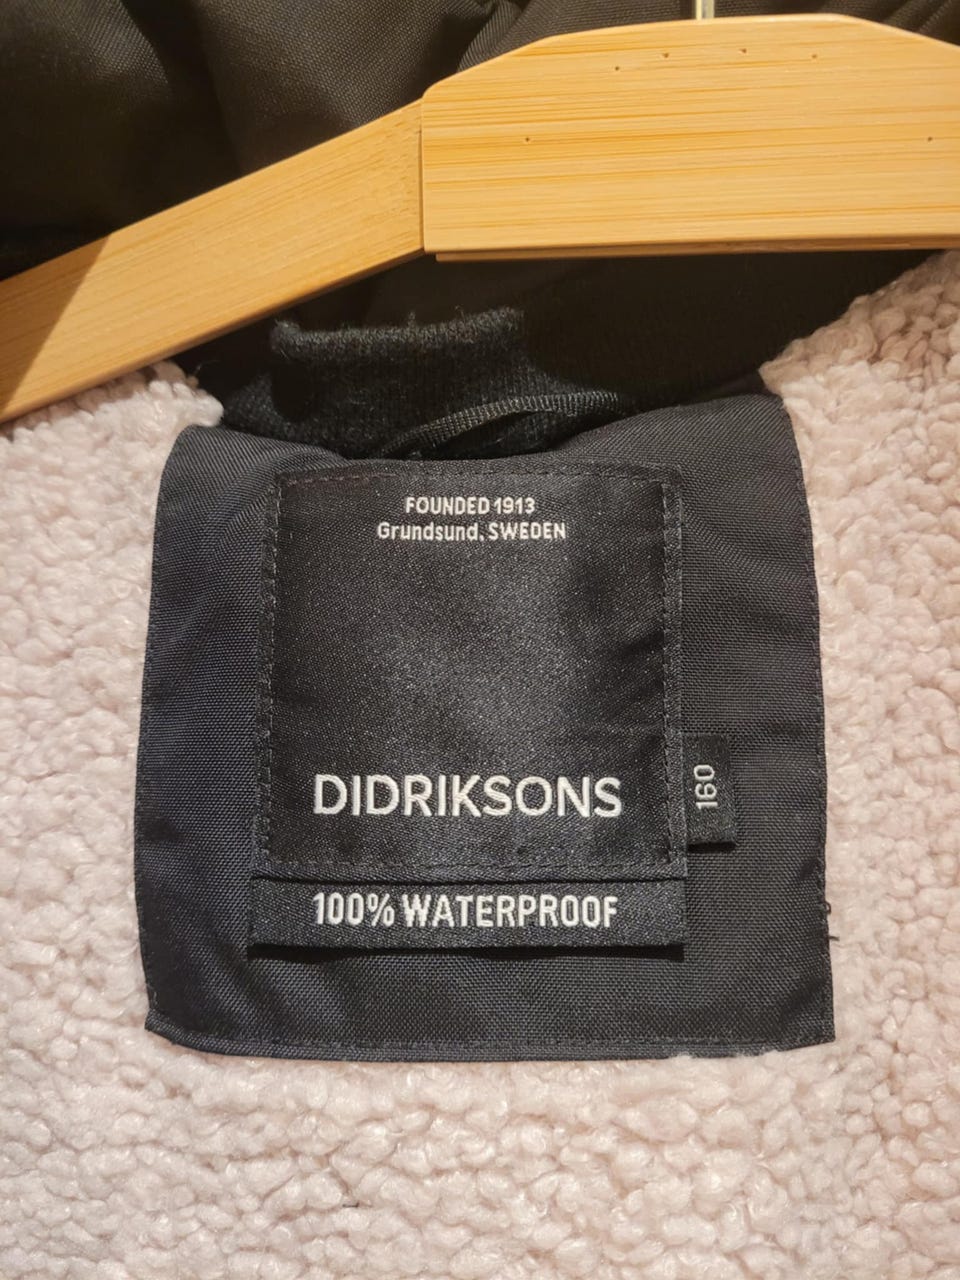 FOUNDED 1913
Grundsund, SWEDEN
DIDRIKSONS
160
100% WATERPROOF